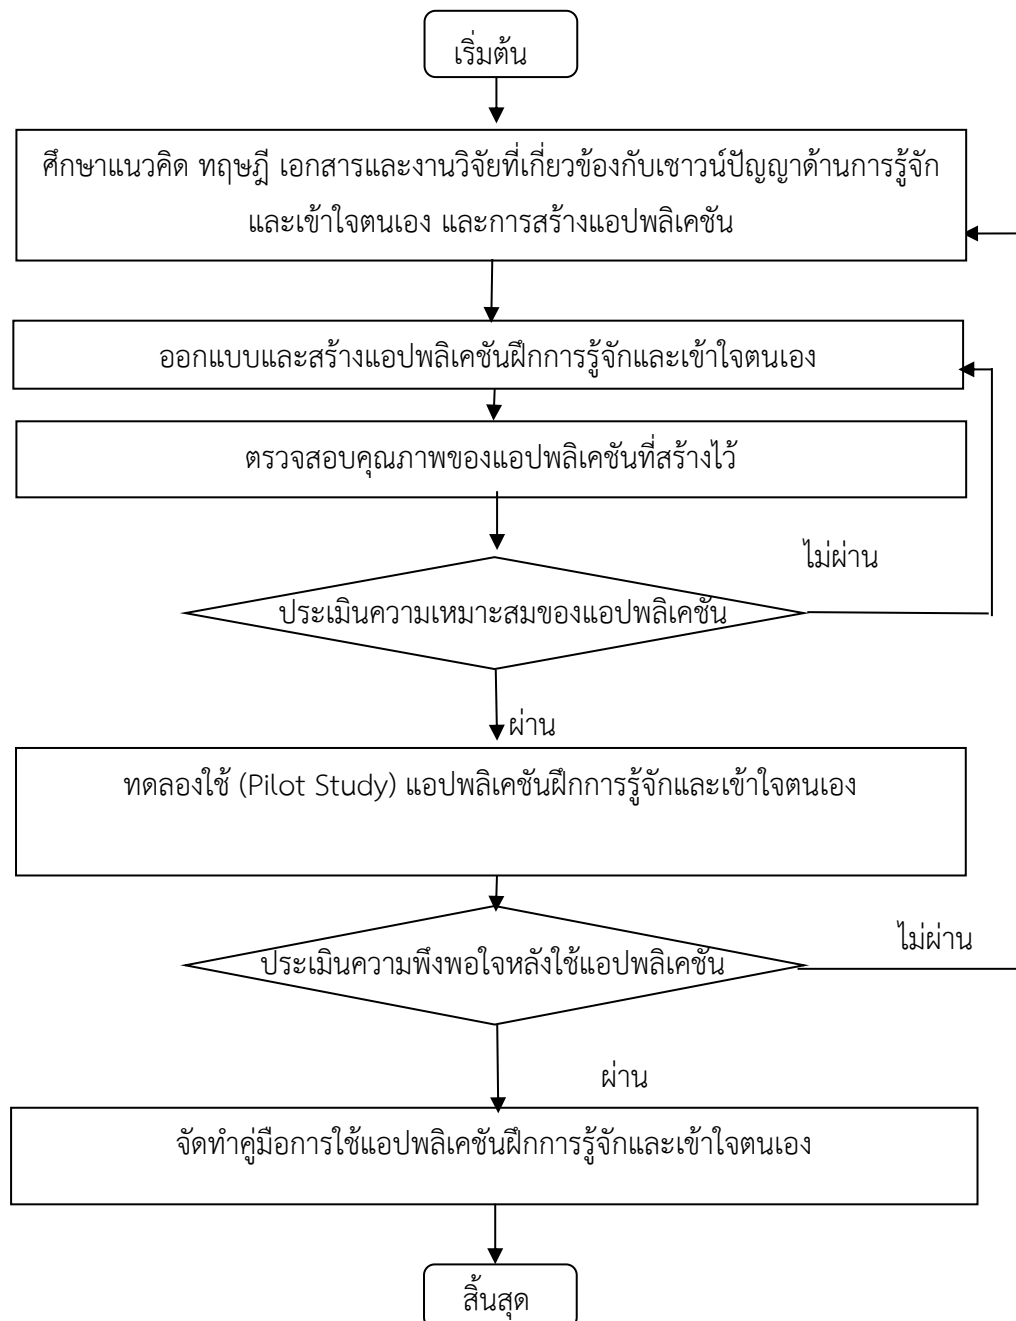 เริ่มต้น
ศึกษาแนวคิด ทฤษฎี เอกสารและงานวิจัยที่เกี่ยวข้องกับเชาวน์ปัญญาด้านการรู้จัก
และเข้าใจตนเอง และการสร้างแอปพลิเคชัน
ออกแบบและสร้างแอปพลิเคชันฝึกการรู้จักและเข้าใจตนเอง
ตรวจสอบคุณภาพของแอปพลิเคชันที่สร้างไว้
ไม่ผ่าน
ประเมินความเหมาะสมของแอปพลิเคชัน
ผ่าน
ทดลองใช้ (Pilot Study) แอปพลิเคชันฝึกการรู้จักและเข้าใจตนเอง
ไม่ผ่าน
ประเมินความพึงพอใจหลังใช้แอปพลิเคชัน
ผ่าน
จัดทำคู่มือการใช้แอปพลิเคชันฝึกการรู้จักและเข้าใจตนเอง
สิ้นสุด